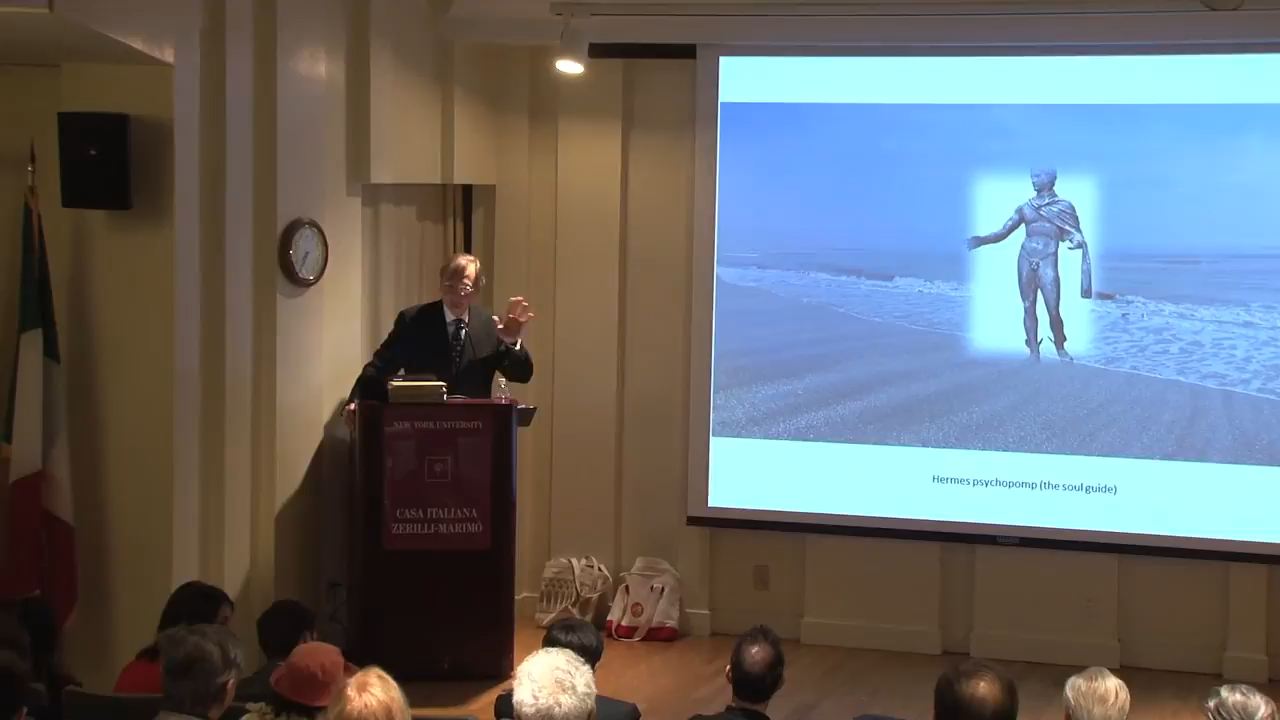 NEW YORK UNIVERSITY
CASA ITALIANA
ZERILLI-MARIMÒ
Hermes psychopomp (the soul guide)